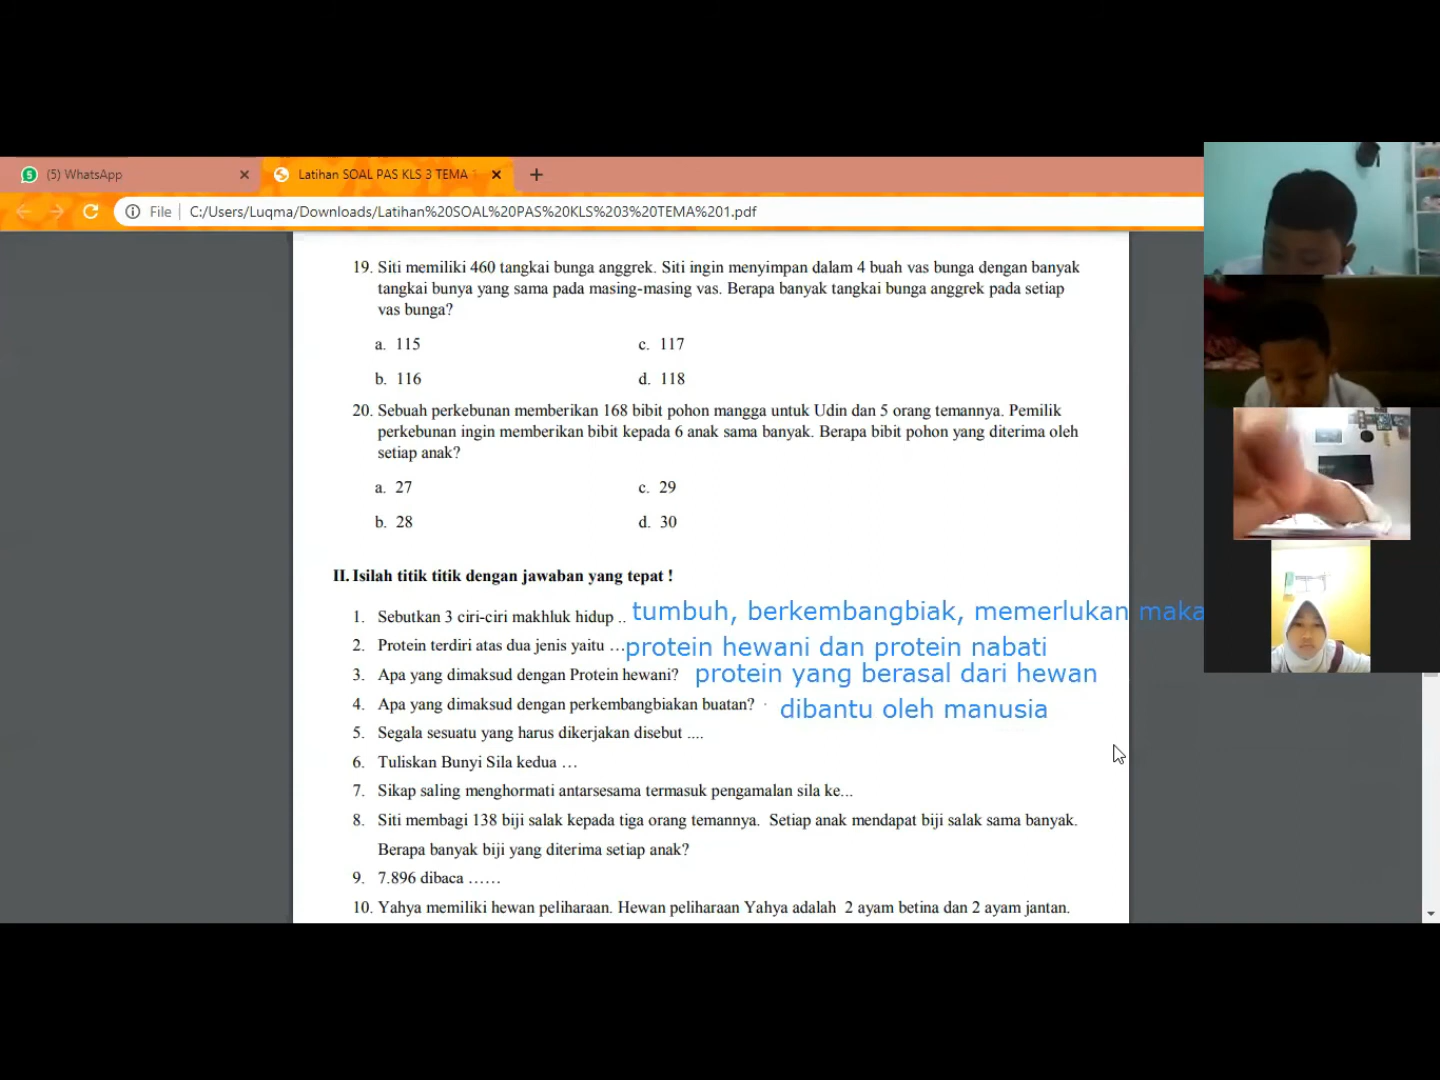 (5) WhatsApp
Latihan SOAL PAS KLS 3 TEMA
File
C:/Users/Luqma/Downloads/Latihan%20SOAL%20PAS%20KLS%203%20TEMA%201.pdf
19. Siti memiliki 460 tangkai bunga anggrek. Siti ingin menyimpan dalam 4 buah vas bunga dengan banyak
tangkai bunya yang sama pada masing-masing vas. Berapa banyak tangkai bunga anggrek pada setiap
vas bunga?
a. 115 c. 117
b. 116 d. 118
20. Sebuah perkebunan memberikan 168 bibit pohon mangga untuk Udin dan 5 orang temannya. Pemilik
perkebunan ingin memberikan bibit kepada 6 anak sama banyak. Berapa bibit pohon yang diterima oleh
setiap anak?
a. 27 c. 29
b. 28 d. 30
II. Isilah titik titik dengan jawaban yang tepat !
1. Sebutkan 3 ciri-ciri makhluk hidup .. tumbuh, berkembangbiak, memerlukan maka
2. Protein terdiri atas dua jenis yaitu ... protein hewani dan protein nabati
3. Apa yang dimaksud dengan Protein hewani? protein yang berasal dari hewan
4. Apa yang dimaksud dengan perkembangbiakan buatan? dibantu oleh manusia
5. Segala sesuatu yang harus dikerjakan disebut ....
6. Tuliskan Bunyi Sila kedua …
7. Sikap saling menghormati antarsesama termasuk pengamalan sila ke...
8. Siti membagi 138 biji salak kepada tiga orang temannya. Setiap anak mendapat biji salak sama banyak.
Berapa banyak biji yang diterima setiap anak?
9. 7.896 dibaca ……
10. Yahya memiliki hewan peliharaan. Hewan peliharaan Yahya adalah 2 ayam betina dan 2 ayam jantan.